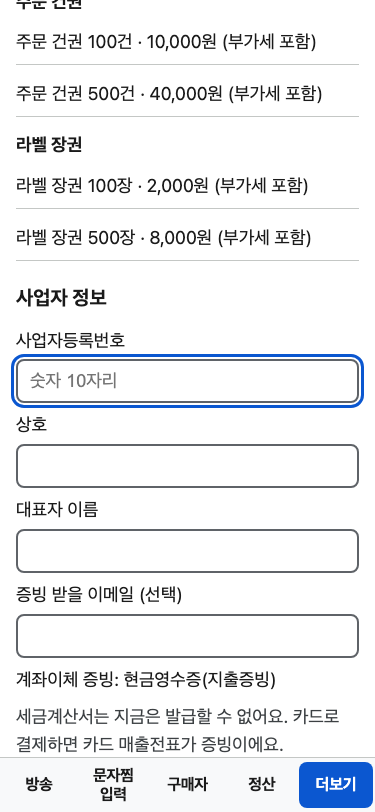 주문 건권
주문 건권 100건 · 10,000원 (부가세 포함)
주문 건권 500건 · 40,000원 (부가세 포함)
라벨 장권
라벨 장권 100장 · 2,000원 (부가세 포함)
라벨 장권 500장 · 8,000원 (부가세 포함)
사업자 정보
사업자등록번호
숫자 10자리
상호
대표자 이름
증빙 받을 이메일 (선택)
계좌이체 증빙: 현금영수증(지출증빙)
세금계산서는 지금은 발급할 수 없어요. 카드로
결제하면 카드 매출전표가 증빙이에요.
방송
문자찜
입력
구매자
정산
더보기